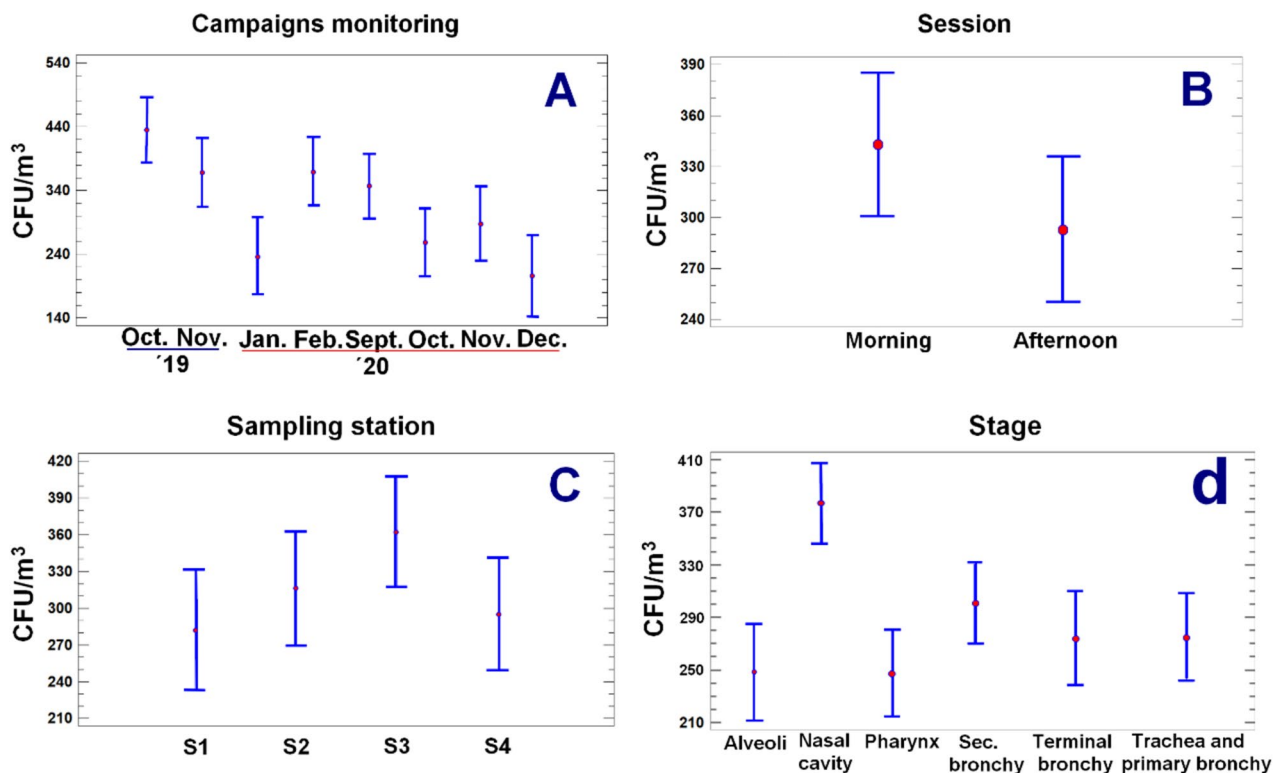 Campaigns monitoring
A
CFU/m³
540
440
340
240
140
Oct. Nov. Jan. Feb. Sept. Oct. Nov. Dec.
´19 ´20
Session
B
CFU/m³
390
360
330
300
270
240
Morning Afternoon
Sampling station
C
CFU/m³
420
390
360
330
300
270
240
210
S1 S2 S3 S4
Stage
d
CFU/m³
410
370
330
290
250
210
Alveoli Nasal cavity Pharynx Sec. bronchy Terminal bronchy Trachea and primary bronchy